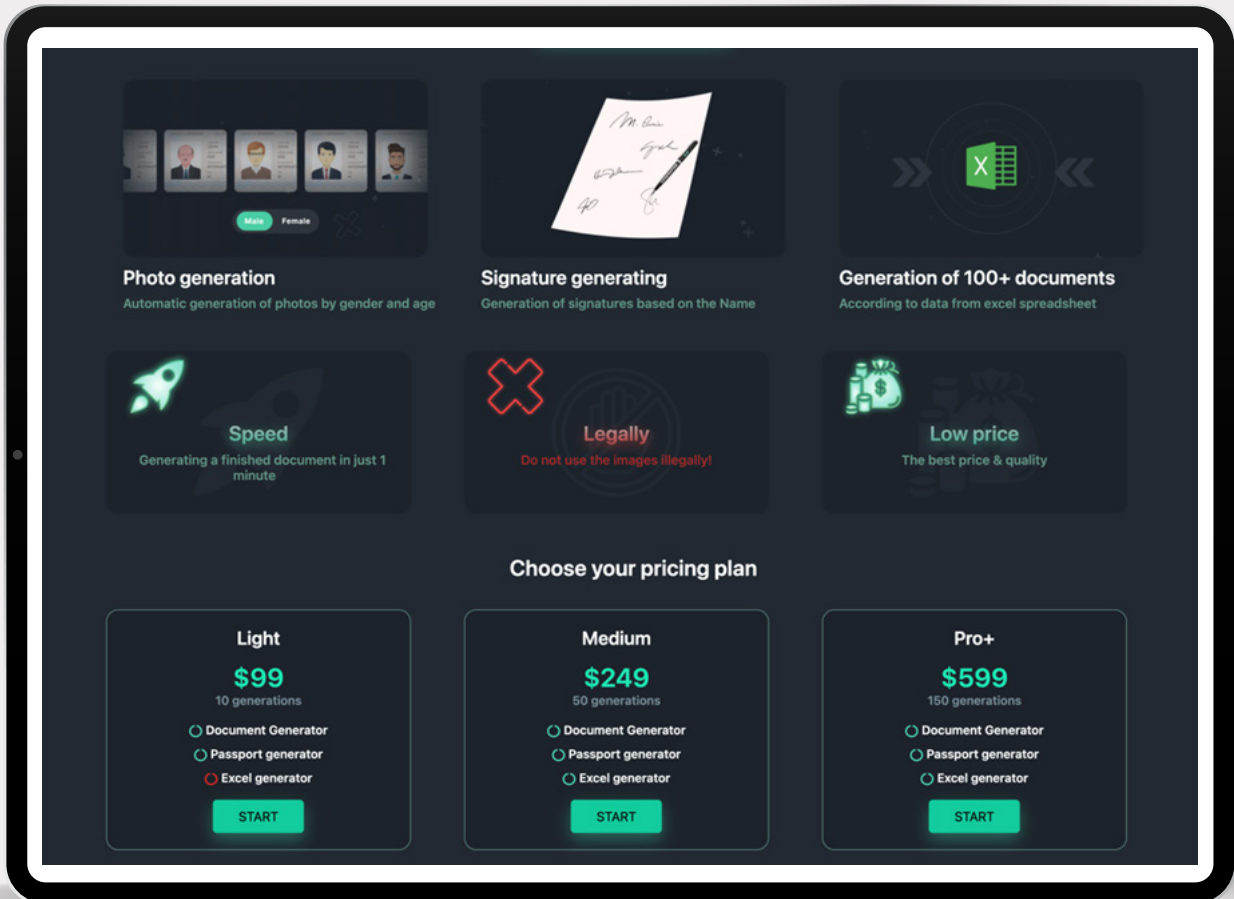 Male Female
Photo generation
Automatic generation of photos by gender and age
Signature generating
Generation of signatures based on the Name
X
Generation of 100+ documents
According to data from excel spreadsheet
Speed
Generating a finished document in just 1
minute
Legally
Do not use the images illegally!
$
Low price
The best price & quality
Choose your pricing plan
Light
$99
10 generations
Document Generator
Passport generator
Excel generator
START
Medium
$249
50 generations
Document Generator
Passport generator
Excel generator
START
Pro+
$599
150 generations
Document Generator
Passport generator
Excel generator
START